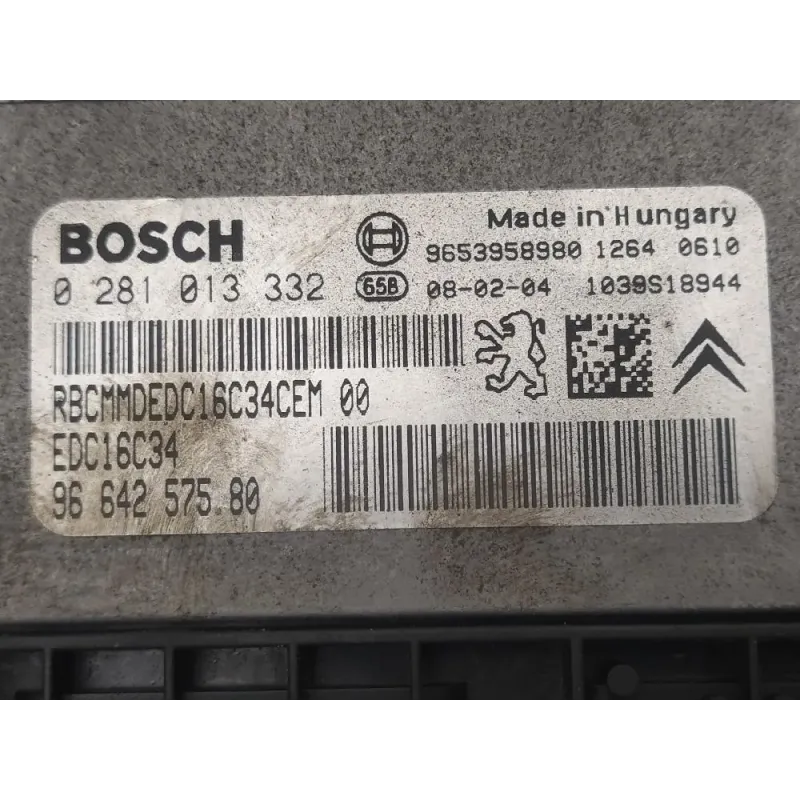 BOSCH
Made in Hungary
9653958980 1264 0610
0 281 013 332
65B
08-02-04
1039S18944
RBCMMDEDC16C34CEM 00
EDC16C34
96 642 575.80